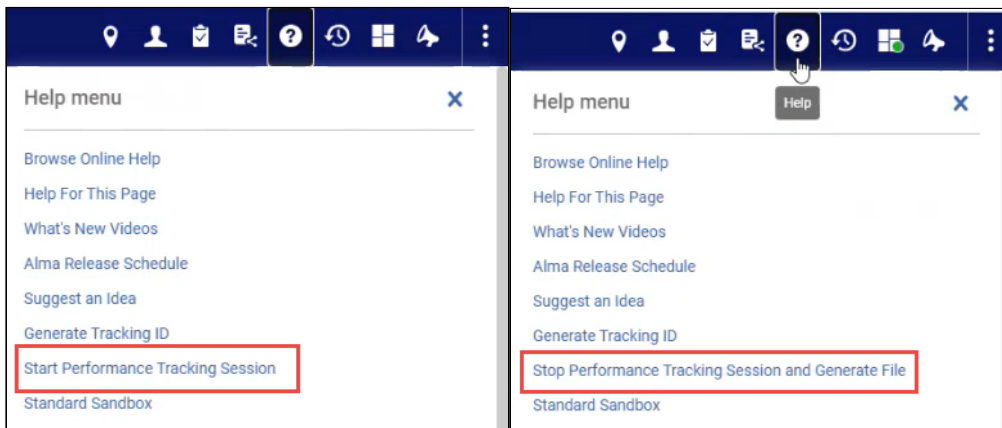 Help menu
Browse Online Help
Help For This Page
What's New Videos
Alma Release Schedule
Suggest an Idea
Generate Tracking ID
Start Performance Tracking Session
Standard Sandbox
Help
Help menu
Browse Online Help
Help For This Page
What's New Videos
Alma Release Schedule
Suggest an Idea
Generate Tracking ID
Stop Performance Tracking Session and Generate File
Standard Sandbox